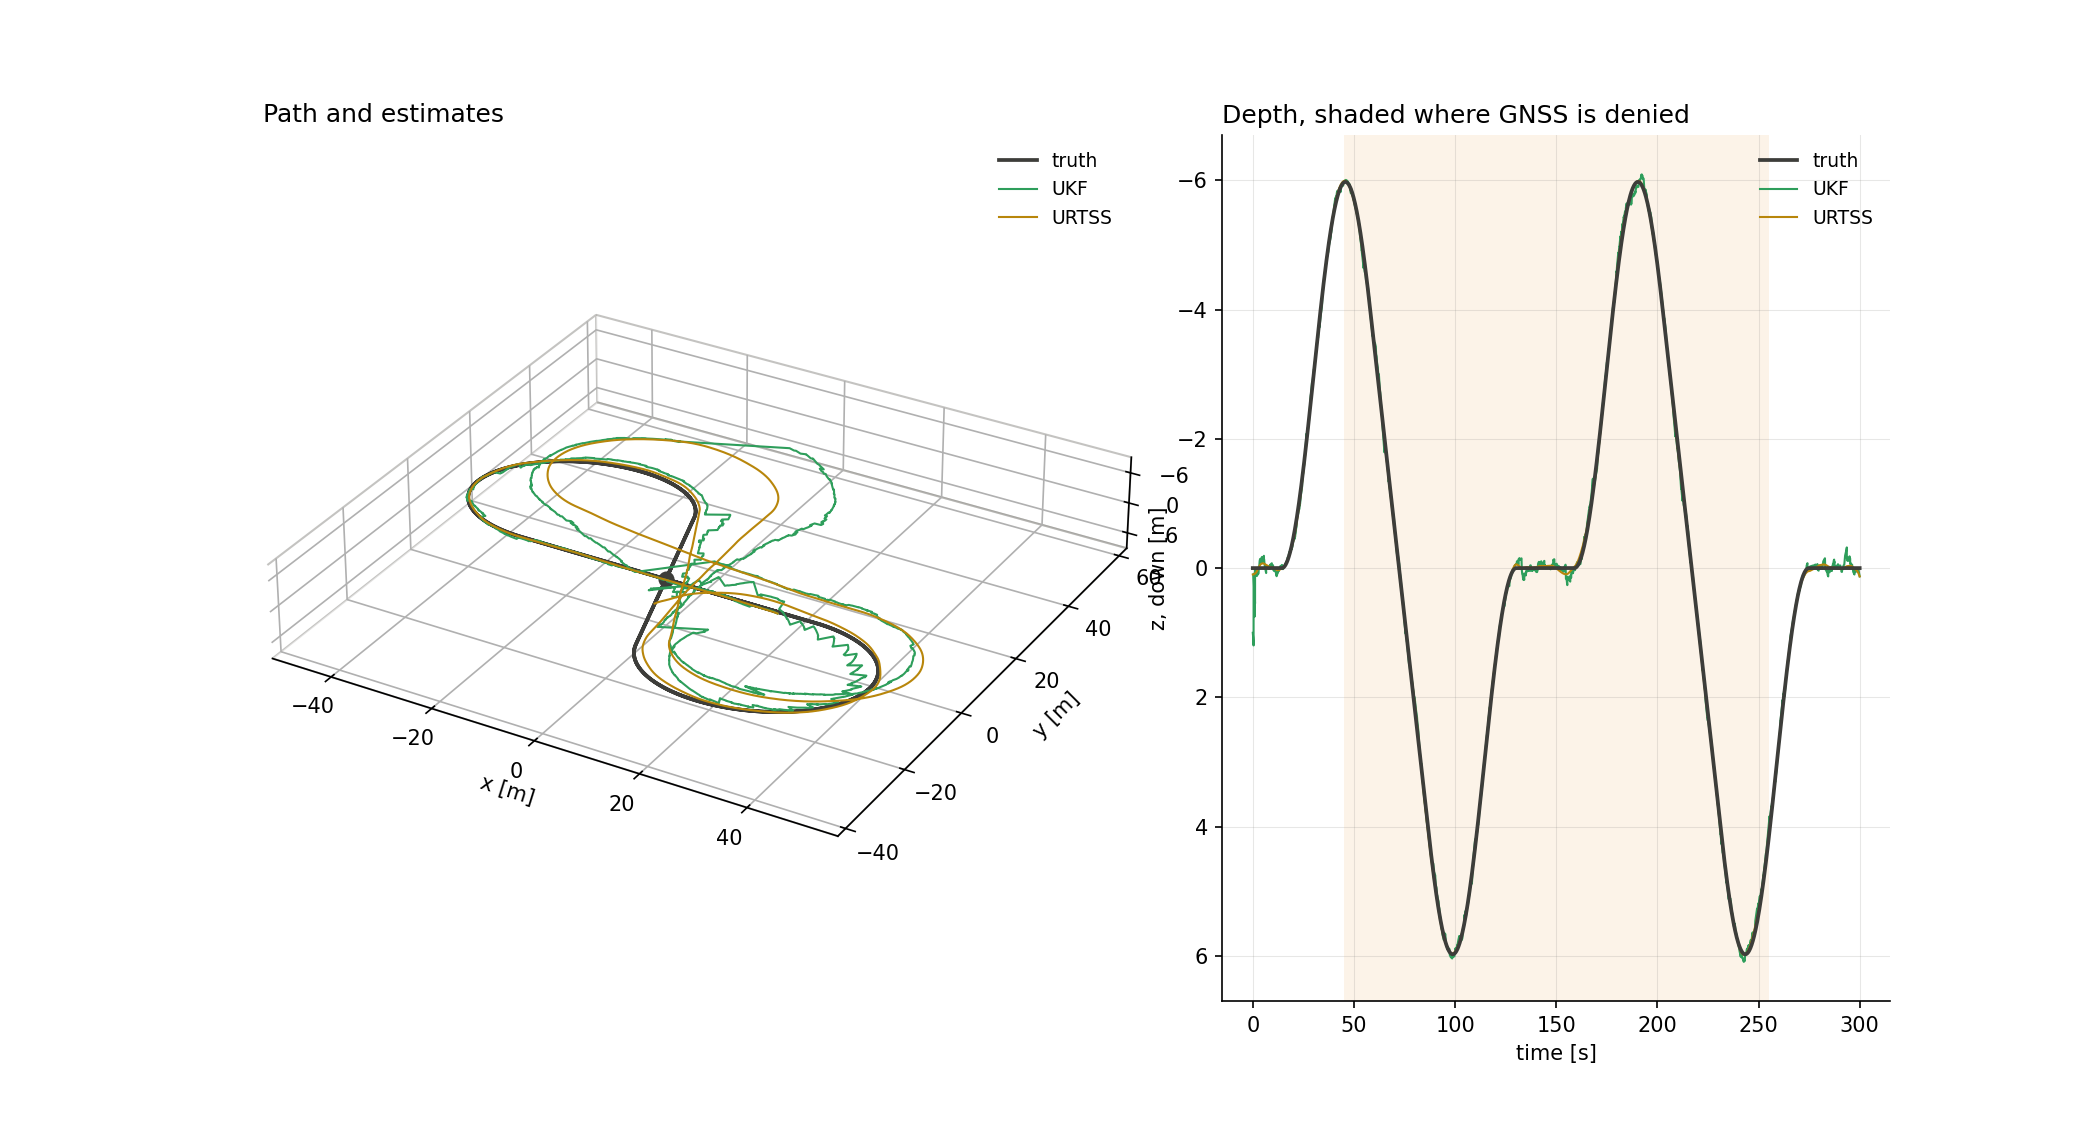 Path and estimates
truth
UKF
URTSS
−6
0
6
z, down [m]
60
40
20
0
−20
−40
y [m]
−40
−20
0
20
40
x [m]
Depth, shaded where GNSS is denied
truth
UKF
URTSS
−6
−4
−2
0
2
4
6
0
50
100
150
200
250
300
time [s]